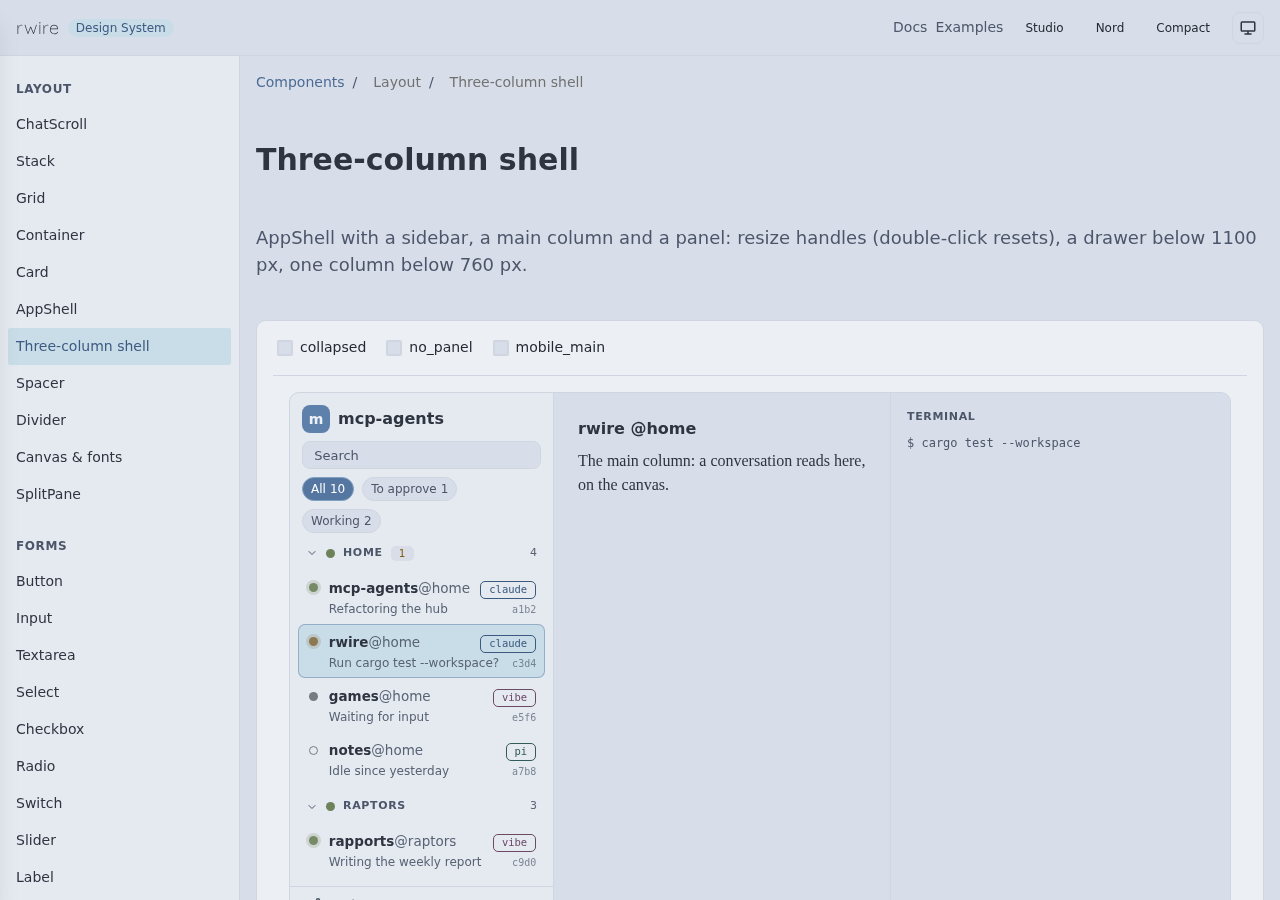 rwire Design System
Docs Examples Studio Nord Compact
LAYOUT
ChatScroll
Stack
Grid
Container
Card
AppShell
Three-column shell
Spacer
Divider
Canvas & fonts
SplitPane
FORMS
Button
Input
Textarea
Select
Checkbox
Radio
Switch
Slider
Label
Components / Layout / Three-column shell
Three-column shell
AppShell with a sidebar, a main column and a panel: resize handles (double-click resets), a drawer below 1100
px, one column below 760 px.
collapsed no_panel mobile_main
m mcp-agents
Search
All 10 To approve 1
Working 2
HOME 1 4
mcp-agents@home claude
Refactoring the hub a1b2
rwire@home claude
Run cargo test --workspace? c3d4
games@home vibe
Waiting for input e5f6
notes@home pi
Idle since yesterday a7b8
RAPTORS 3
rapports@raptors vibe
Writing the weekly report c9d0
rwire @home
The main column: a conversation reads here,
on the canvas.
TERMINAL
$ cargo test --workspace